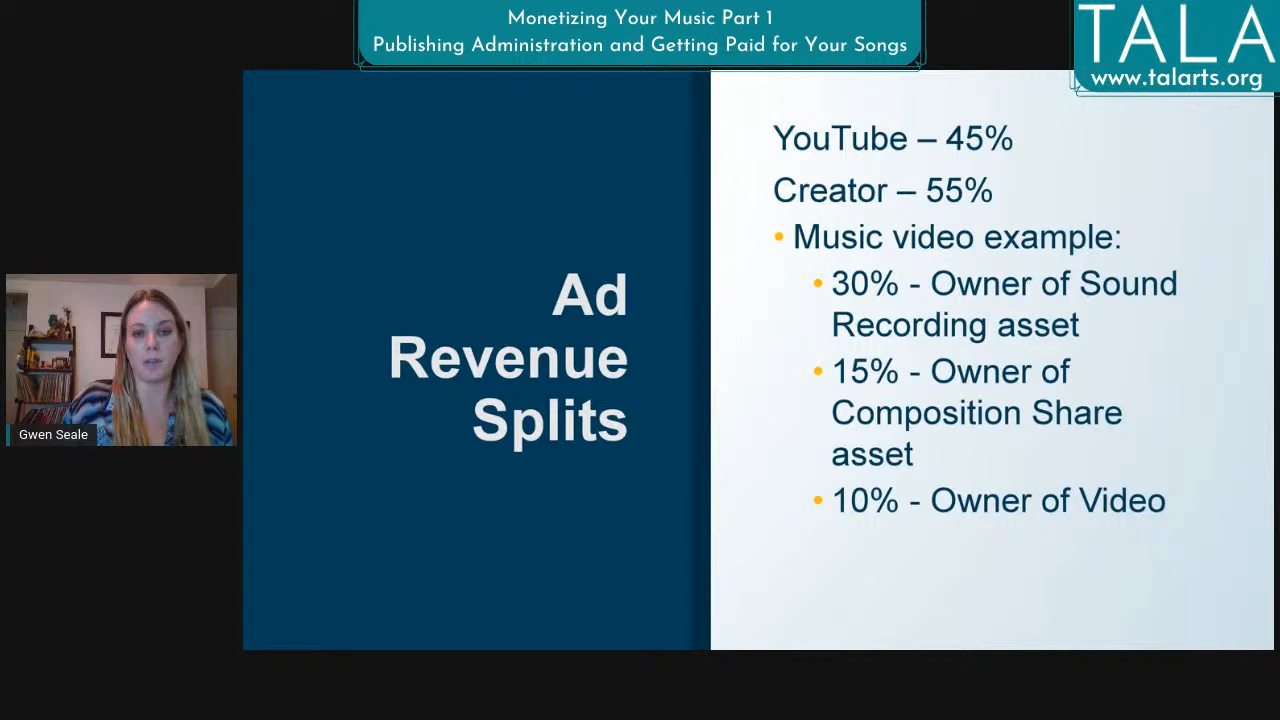 Monetizing Your Music Part 1
Publishing Administration and Getting Paid for Your Songs
TALA
www.talarts.org
Ad
Revenue
Splits
YouTube – 45%
Creator – 55%
• Music video example:
• 30% - Owner of Sound
Recording asset
• 15% - Owner of
Composition Share
asset
• 10% - Owner of Video
Gwen Seale